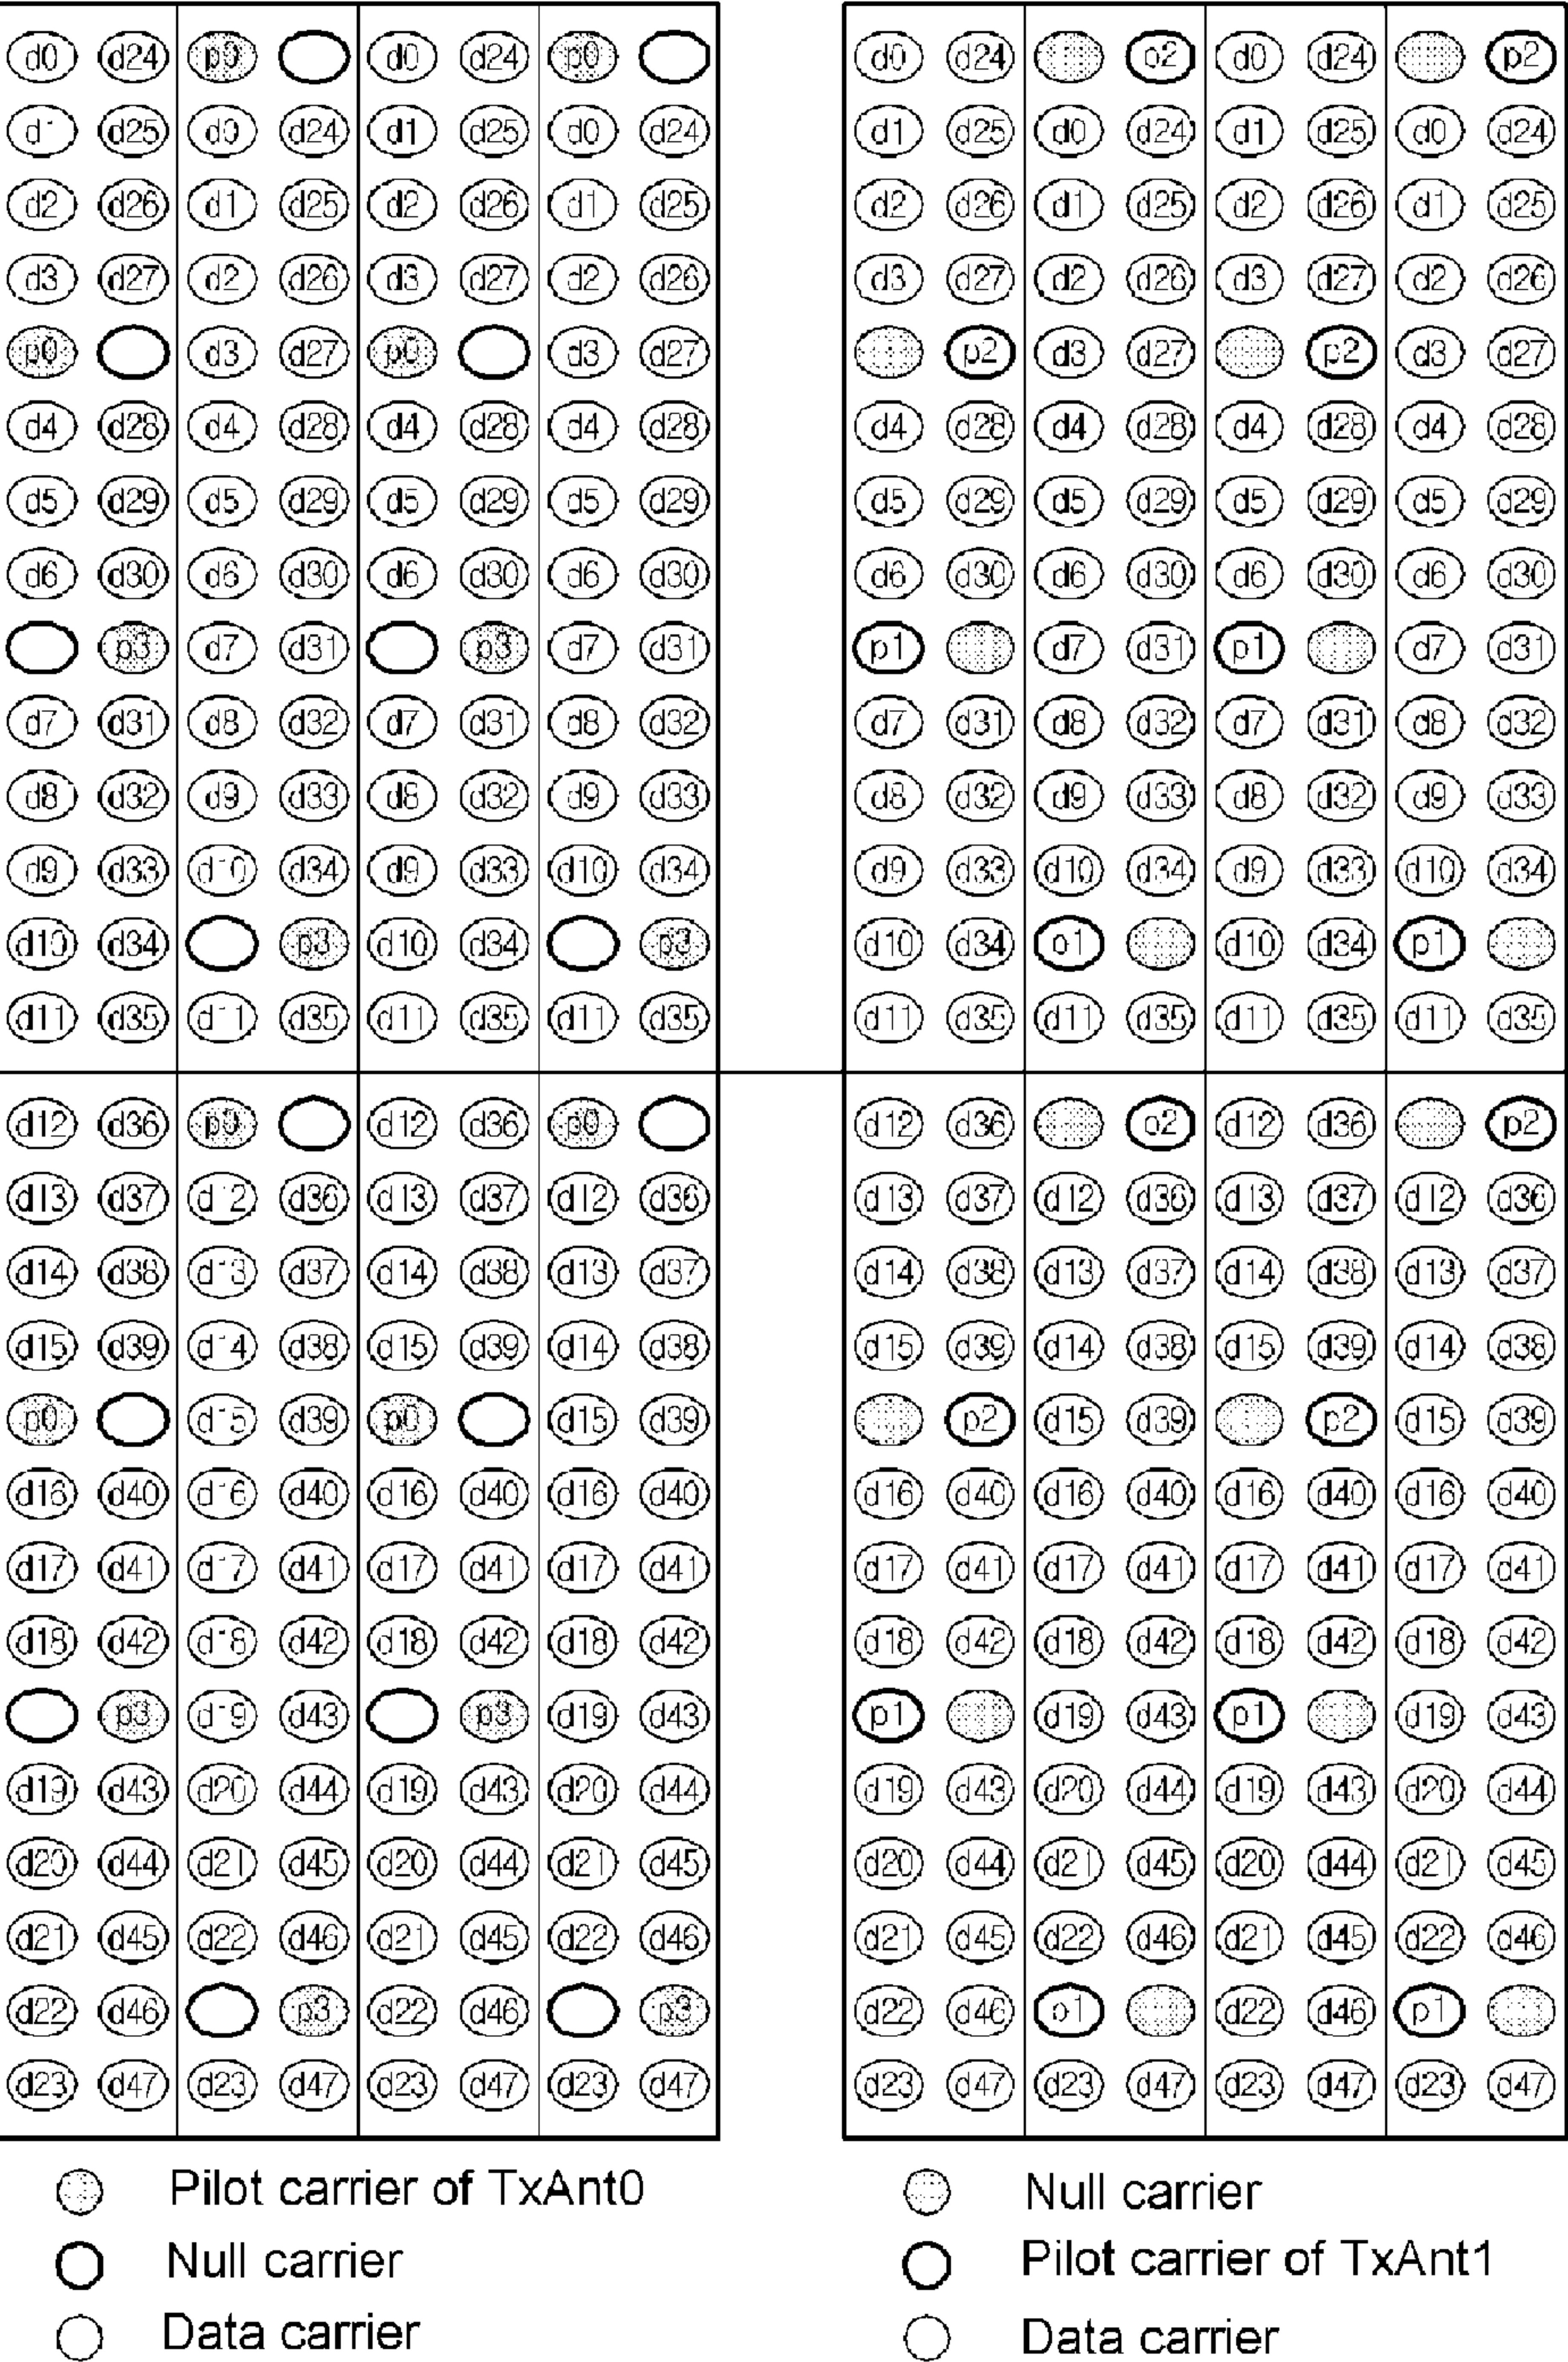 d0 d24 p0 d0 d24 p0 d0 d24 o2 d0 d24 p2
d1 d25 d0 d24 d1 d25 d0 d24 d1 d25 d0 d24 d1 d25 d0 d24
d2 d26 d1 d25 d2 d26 d1 d25 d2 d26 d1 d25 d2 d26 d1 d25
d3 d27 d2 d26 d3 d27 d2 d26 d3 d27 d2 d26 d3 d27 d2 d26
p0 d3 d27 p0 d3 d27 p2 d3 d27 p2 d3 d27
d4 d28 d4 d28 d4 d28 d4 d28 d4 d28 d4 d28 d4 d28 d4 d28
d5 d29 d5 d29 d5 d29 d5 d29 d5 d29 d5 d29 d5 d29 d5 d29
d6 d30 d6 d30 d6 d30 d6 d30 d6 d30 d6 d30 d6 d30 d6 d30
p3 d7 d31 p3 d7 d31 p1 d7 d31 p1 d7 d31
d7 d31 d8 d32 d7 d31 d8 d32 d7 d31 d8 d32 d7 d31 d8 d32
d8 d32 d9 d33 d8 d32 d9 d33 d8 d32 d9 d33 d8 d32 d9 d33
d9 d33 d10 d34 d9 d33 d10 d34 d9 d33 d10 d34 d9 d33 d10 d34
d10 d34 p3 d10 d34 p3 d10 d34 o1 d10 d34 p1
d11 d35 d11 d35 d11 d35 d11 d35 d11 d35 d11 d35 d11 d35 d11 d35
d12 d36 p0 d12 d36 p0 d12 d36 o2 d12 d36 p2
d13 d37 d12 d36 d13 d37 d12 d36 d13 d37 d12 d36 d13 d37 d12 d36
d14 d38 d13 d37 d14 d38 d13 d37 d14 d38 d13 d37 d14 d38 d13 d37
d15 d39 d14 d38 d15 d39 d14 d38 d15 d39 d14 d38 d15 d39 d14 d38
p0 d15 d39 p0 d15 d39 p2 d15 d39 p2 d15 d39
d16 d40 d16 d40 d16 d40 d16 d40 d16 d40 d16 d40 d16 d40 d16 d40
d17 d41 d17 d41 d17 d41 d17 d41 d17 d41 d17 d41 d17 d41 d17 d41
d18 d42 d18 d42 d18 d42 d18 d42 d18 d42 d18 d42 d18 d42 d18 d42
p3 d19 d43 p3 d19 d43 p1 d19 d43 p1 d19 d43
d19 d43 d20 d44 d19 d43 d20 d44 d19 d43 d20 d44 d19 d43 d20 d44
d20 d44 d21 d45 d20 d44 d21 d45 d20 d44 d21 d45 d20 d44 d21 d45
d21 d45 d22 d46 d21 d45 d22 d46 d21 d45 d22 d46 d21 d45 d22 d46
d22 d46 p3 d22 d46 p3 d22 d46 o1 d22 d46 p1
d23 d47 d23 d47 d23 d47 d23 d47 d23 d47 d23 d47 d23 d47 d23 d47
Pilot carrier of TxAnt0
Null carrier
Data carrier
Null carrier
Pilot carrier of TxAnt1
Data carrier